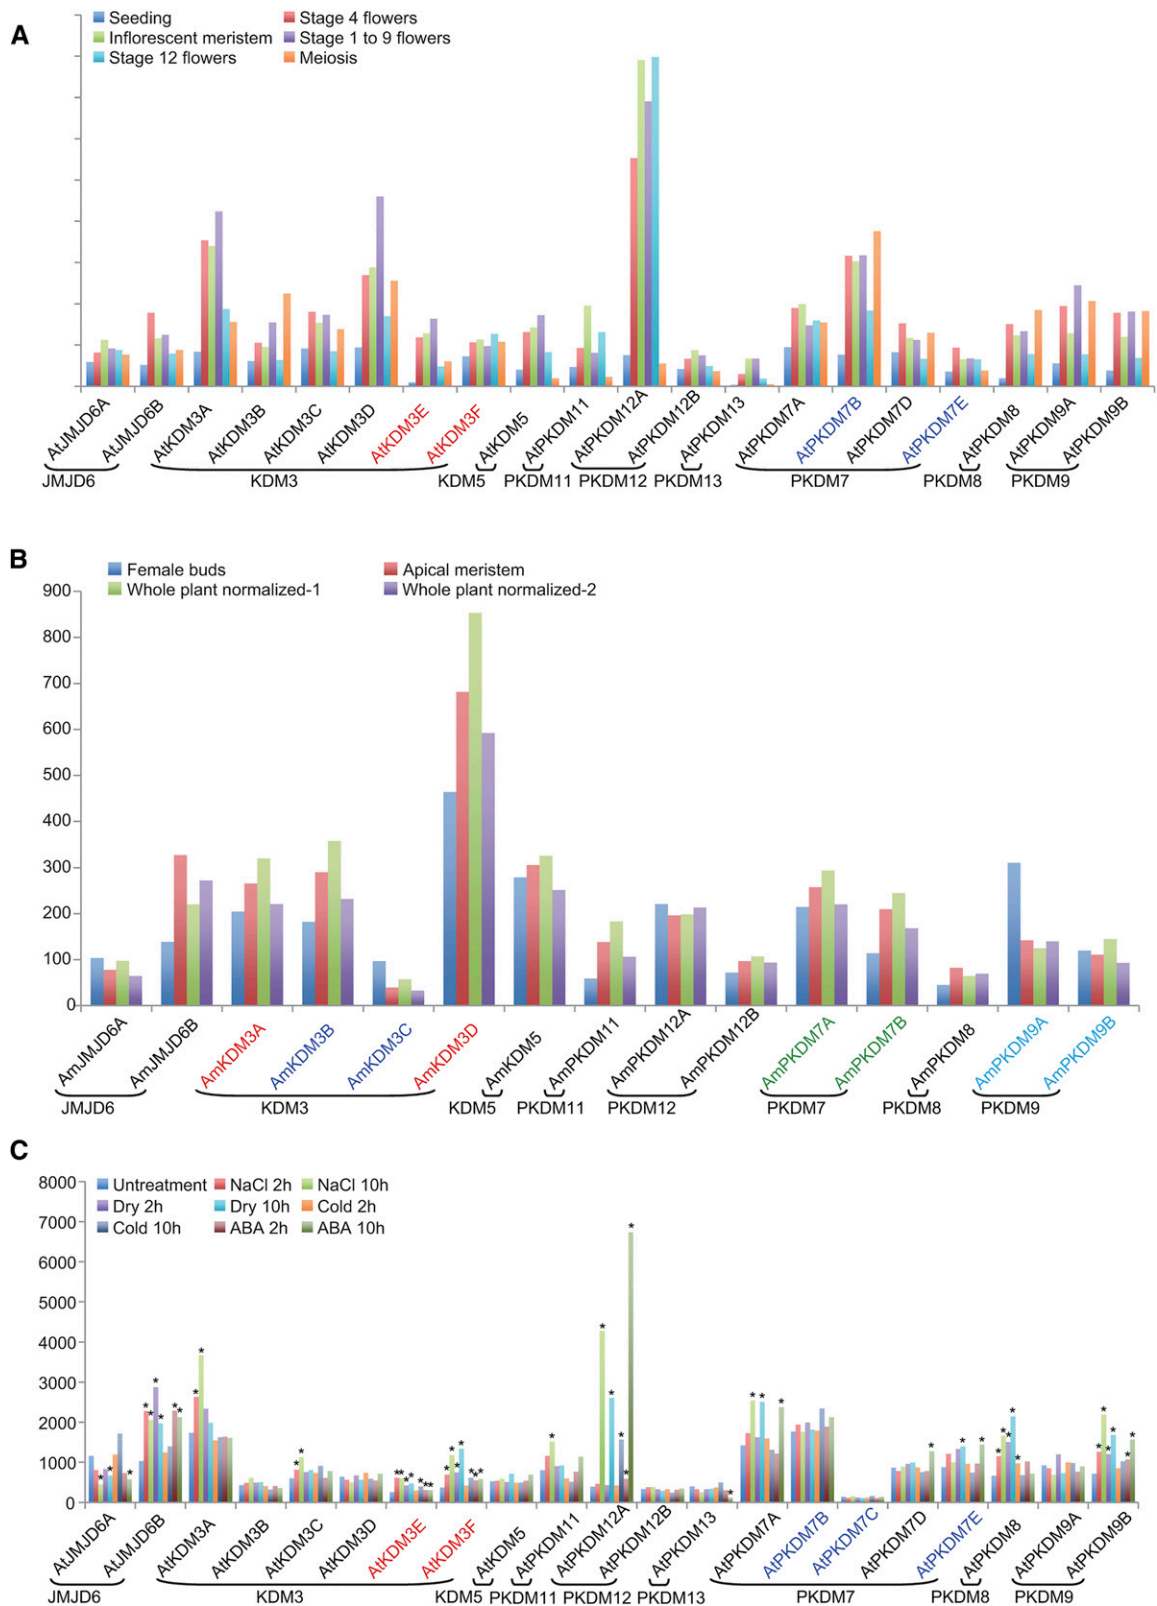 A
Seeding
Stage 4 flowers
Inflorescent meristem
Stage 1 to 9 flowers
Stage 12 flowers
Meiosis
AtJMJD6A AtJMJD6B AtKDM3A AtKDM3B AtKDM3C AtKDM3D AtKDM3E AtKDM3F AtKDM5 AtPKDM11 AtPKDM12A AtPKDM12B AtPKDM13 AtPKDM7A AtPKDM7B AtPKDM7D AtPKDM7E AtPKDM8 AtPKDM9A AtPKDM9B
JMJD6 KDM3 KDM5 PKDM11 PKDM12 PKDM13 PKDM7 PKDM8 PKDM9
B
Female buds
Apical meristem
Whole plant normalized-1
Whole plant normalized-2
900
800
700
600
500
400
300
200
100
0
AmJMJD6A AmJMJD6B AmKDM3A AmKDM3B AmKDM3C AmKDM3D AmKDM5 AmPKDM11 AmPKDM12A AmPKDM12B AmPKDM7A AmPKDM7B AmPKDM8 AmPKDM9A AmPKDM9B
JMJD6 KDM3 KDM5 PKDM11 PKDM12 PKDM7 PKDM8 PKDM9
C
Untreatment NaCl 2h NaCl 10h
Dry 2h Dry 10h Cold 2h
Cold 10h ABA 2h ABA 10h
8000
7000
6000
5000
4000
3000
2000
1000
0
AtJMJD6A AtJMJD6B AtKDM3A AtKDM3B AtKDM3C AtKDM3D AtKDM3E AtKDM3F AtKDM5 AtPKDM11 AtPKDM12A AtPKDM12B AtPKDM13 AtPKDM7A AtPKDM7B AtPKDM7C AtPKDM7D AtPKDM7E AtPKDM8 AtPKDM9A AtPKDM9B
JMJD6 KDM3 KDM5 PKDM11 PKDM12 PKDM13 PKDM7 PKDM8 PKDM9